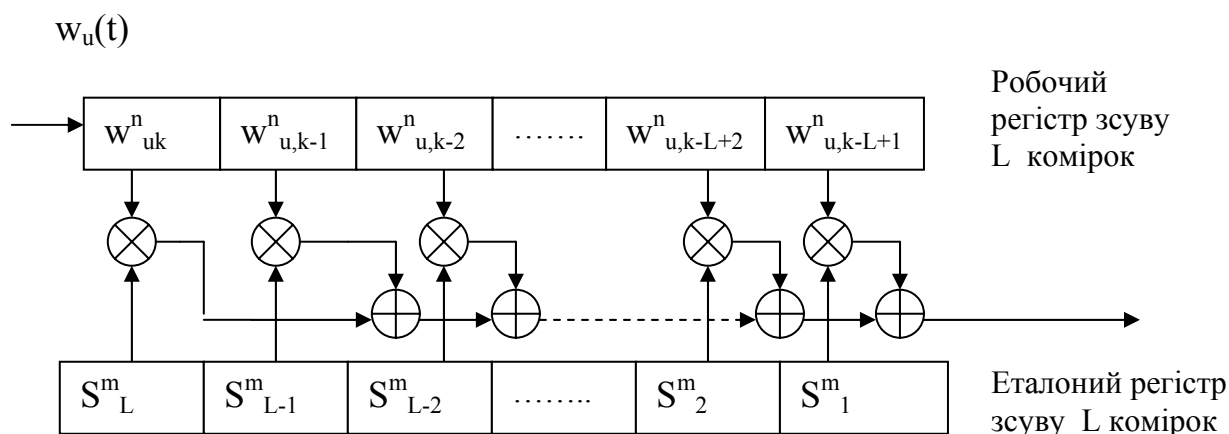 w_u(t)
Робочий
регістр зсуву
L комірок
w^n_uk w^n_u,k-1 w^n_u,k-2 ……. w^n_u,k-L+2 w^n_u,k-L+1
S^m_L S^m_L-1 S^m_L-2 …….. S^m_2 S^m_1
Еталоний регістр
зсуву L комірок